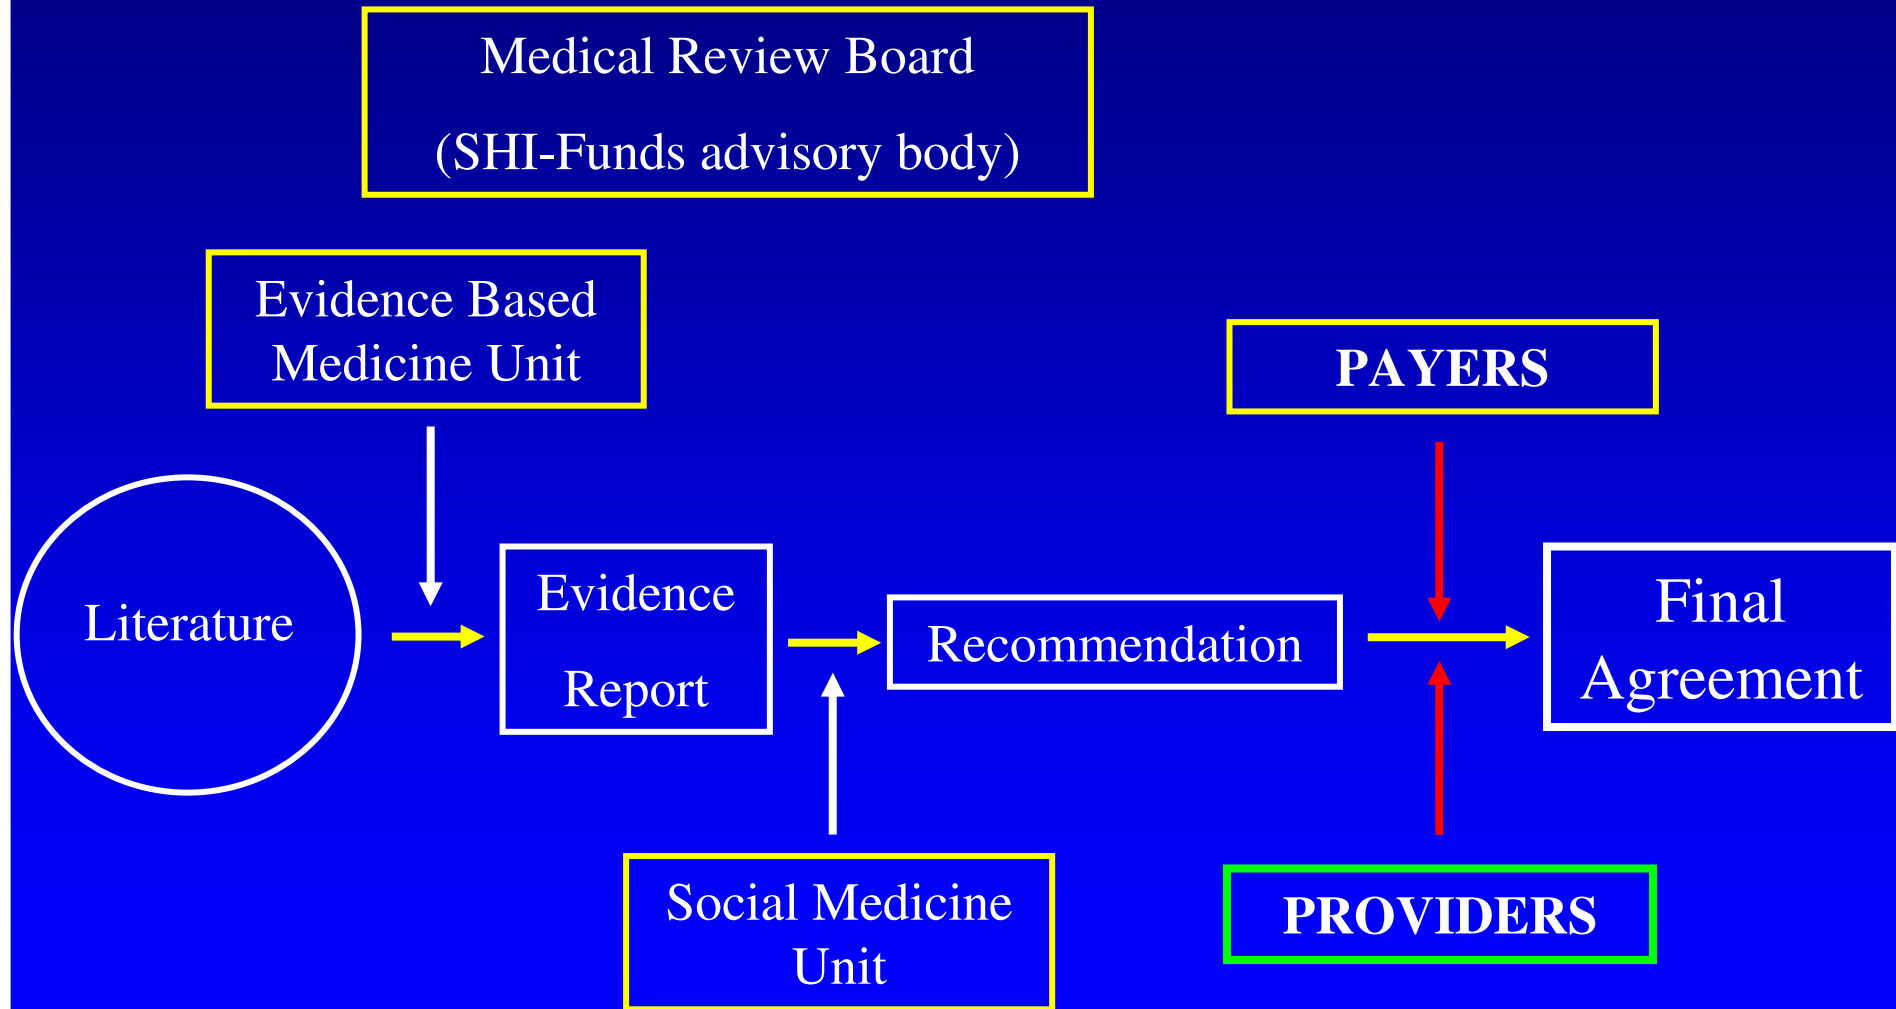 Medical Review Board
(SHI-Funds advisory body)
Evidence Based
Medicine Unit
PAYERS
Literature
Evidence
Report
Recommendation
Final
Agreement
Social Medicine
Unit
PROVIDERS